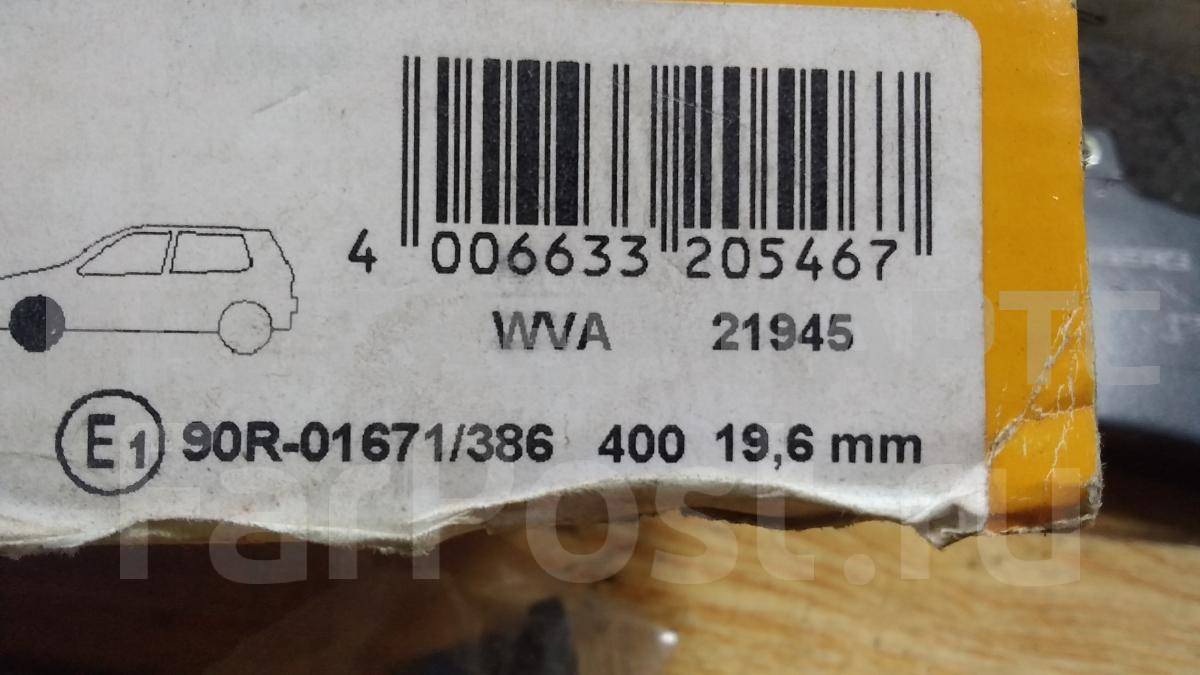 4 006633 205467
WVA 21945
E1 90R-01671/386 400 19,6 mm
FarPost.ru